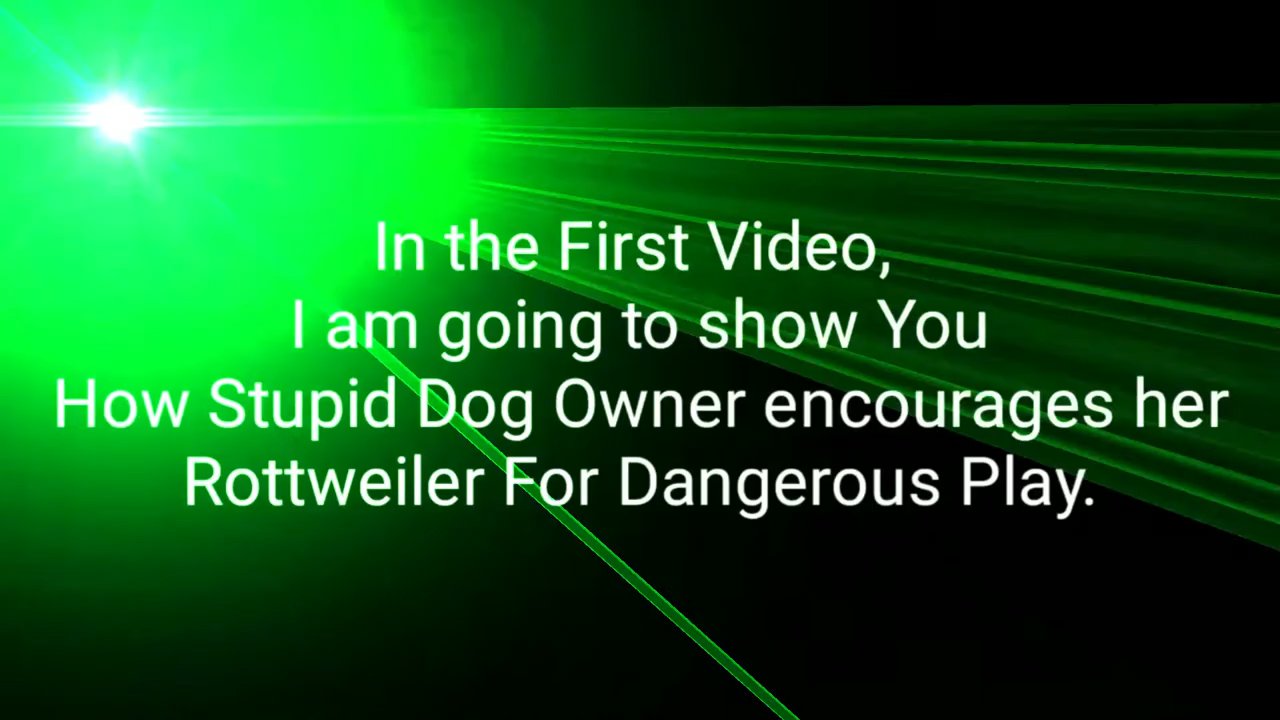 In the First Video,
I am going to show You
How Stupid Dog Owner encourages her
Rottweiler For Dangerous Play.